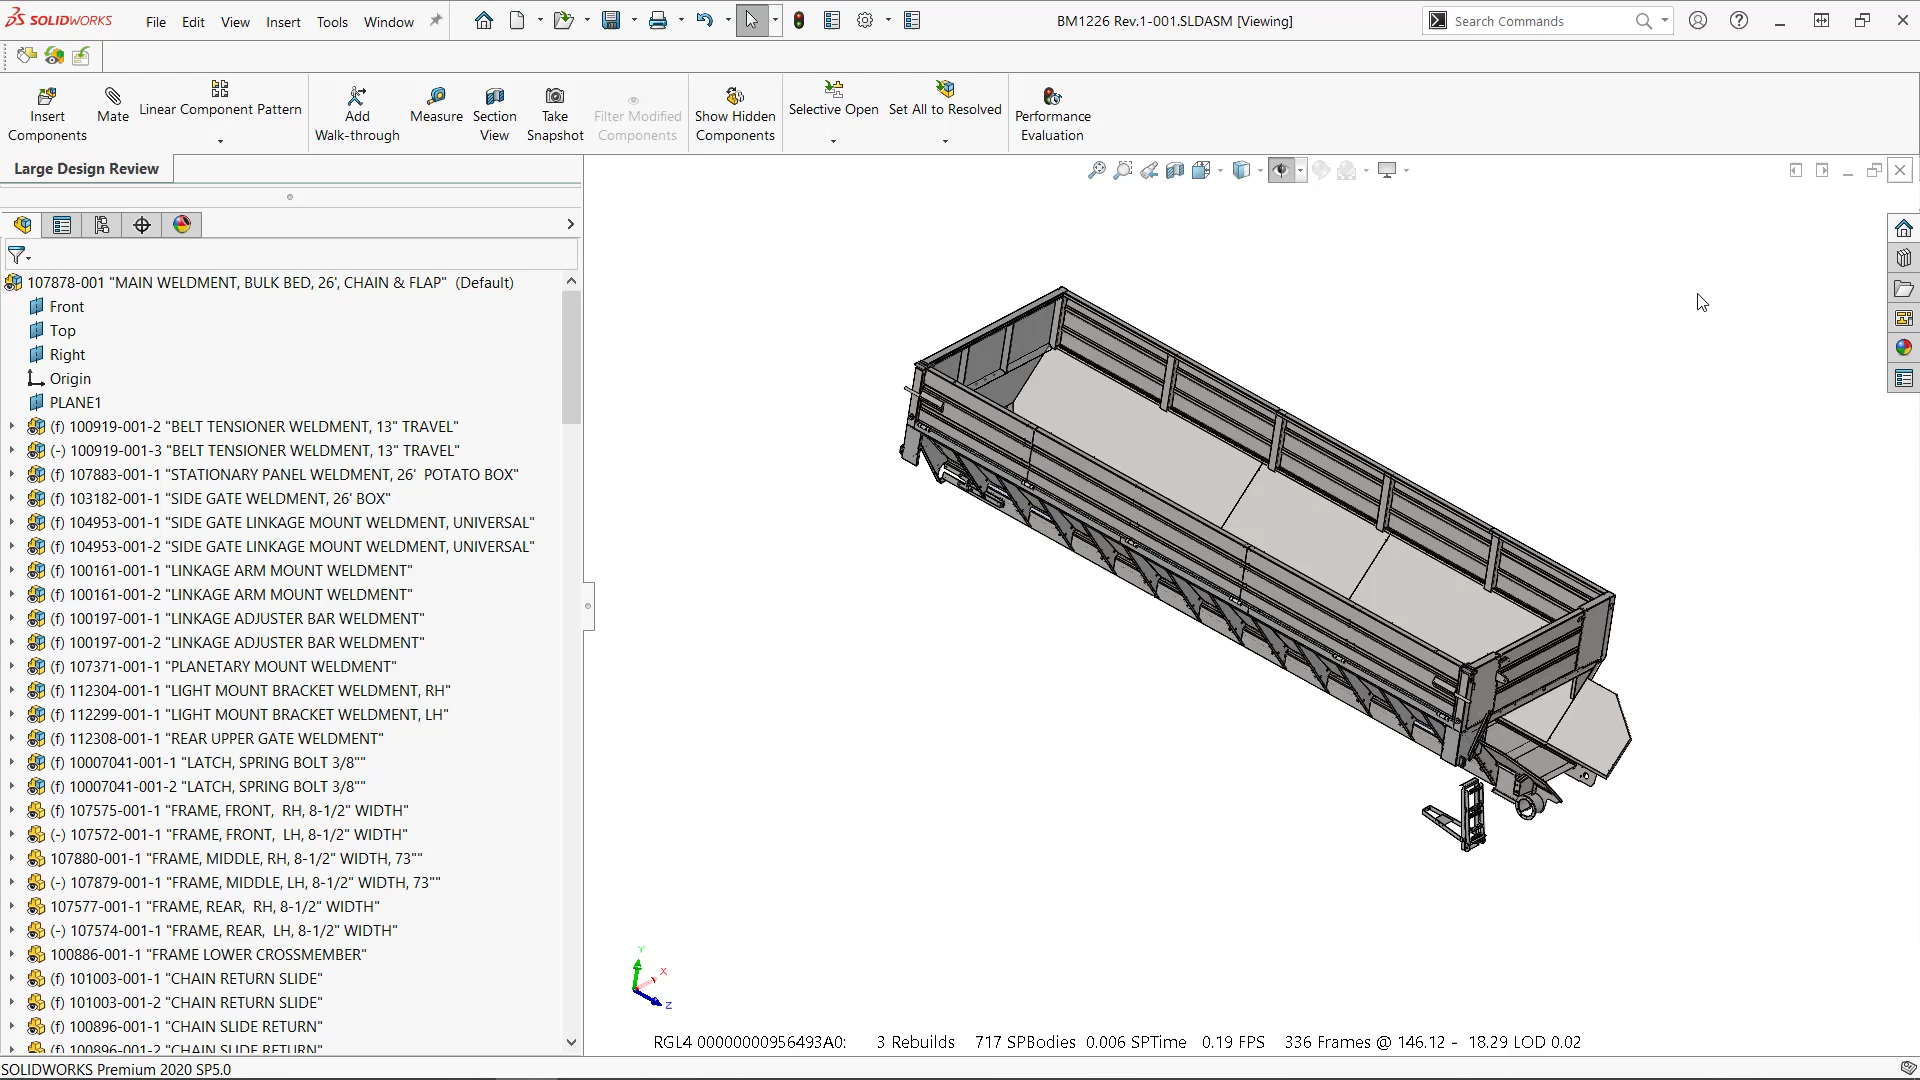 SOLIDWORKS File Edit View Insert Tools Window BM1226 Rev.1-001.SLDASM [Viewing] Search Commands
Insert Components
Mate
Linear Component Pattern
Add Walk-through
Measure
Section View
Take Snapshot
Filter Modified Components
Show Hidden Components
Selective Open
Set All to Resolved
Performance Evaluation
Large Design Review
107878-001 "MAIN WELDMENT, BULK BED, 26', CHAIN & FLAP" (Default)
Front
Top
Right
Origin
PLANE1
(f) 100919-001-2 "BELT TENSIONER WELDMENT, 13" TRAVEL"
(-) 100919-001-3 "BELT TENSIONER WELDMENT, 13" TRAVEL"
(f) 107883-001-1 "STATIONARY PANEL WELDMENT, 26' POTATO BOX"
(f) 103182-001-1 "SIDE GATE WELDMENT, 26' BOX"
(f) 104953-001-1 "SIDE GATE LINKAGE MOUNT WELDMENT, UNIVERSAL"
(f) 104953-001-2 "SIDE GATE LINKAGE MOUNT WELDMENT, UNIVERSAL"
(f) 100161-001-1 "LINKAGE ARM MOUNT WELDMENT"
(f) 100161-001-2 "LINKAGE ARM MOUNT WELDMENT"
(f) 100197-001-1 "LINKAGE ADJUSTER BAR WELDMENT"
(f) 100197-001-2 "LINKAGE ADJUSTER BAR WELDMENT"
(f) 107371-001-1 "PLANETARY MOUNT WELDMENT"
(f) 112304-001-1 "LIGHT MOUNT BRACKET WELDMENT, RH"
(f) 112299-001-1 "LIGHT MOUNT BRACKET WELDMENT, LH"
(f) 112308-001-1 "REAR UPPER GATE WELDMENT"
(f) 10007041-001-1 "LATCH, SPRING BOLT 3/8""
(f) 10007041-001-2 "LATCH, SPRING BOLT 3/8""
(f) 107575-001-1 "FRAME, FRONT, RH, 8-1/2" WIDTH"
(-) 107572-001-1 "FRAME, FRONT, LH, 8-1/2" WIDTH"
107880-001-1 "FRAME, MIDDLE, RH, 8-1/2" WIDTH, 73""
(-) 107879-001-1 "FRAME, MIDDLE, LH, 8-1/2" WIDTH, 73""
107577-001-1 "FRAME, REAR, RH, 8-1/2" WIDTH"
(-) 107574-001-1 "FRAME, REAR, LH, 8-1/2" WIDTH"
100886-001-1 "FRAME LOWER CROSSMEMBER"
(f) 101003-001-1 "CHAIN RETURN SLIDE"
(f) 101003-001-2 "CHAIN RETURN SLIDE"
(f) 100896-001-1 "CHAIN SLIDE RETURN"
(f) 100896-001-2 "CHAIN SLIDE RETURN"
Y
X
Z
RGL4 00000000956493A0: 3 Rebuilds 717 SPBodies 0.006 SPTime 0.19 FPS 336 Frames @ 146.12 - 18.29 LOD 0.02
SOLIDWORKS Premium 2020 SP5.0